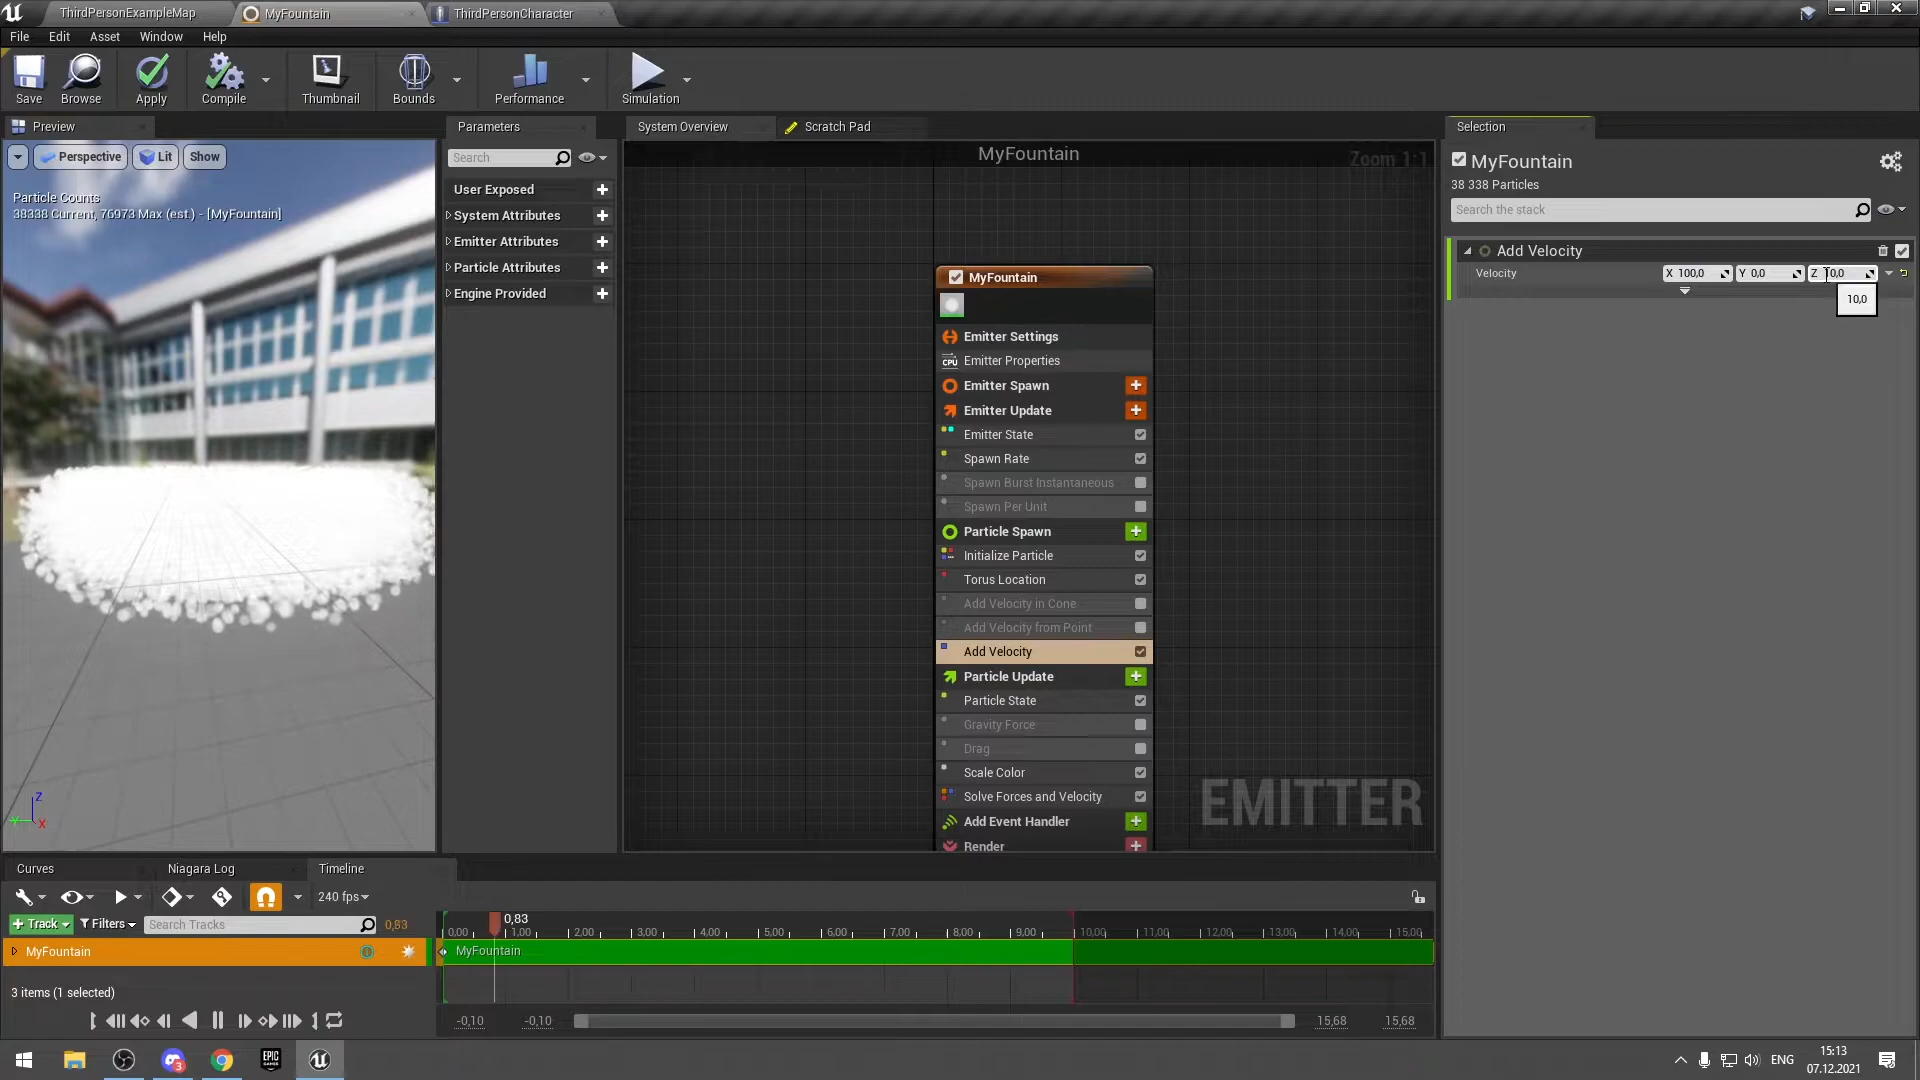 ThirdPersonExampleMap
MyFountain
ThirdPersonCharacter
File Edit Asset Window Help
Save
Browse
Apply
Compile
Thumbnail
Bounds
Performance
Simulation
Preview
Parameters
System Overview
Scratch Pad
Selection
Perspective
Lit
Show
Search
MyFountain
Zoom 1:1
MyFountain
38 338 Particles
Particle Counts
38338 Current, 76973 Max (est.) - [MyFountain]
User Exposed
System Attributes
Emitter Attributes
Particle Attributes
Engine Provided
Search the stack
Add Velocity
Velocity
X 100,0
Y 0,0
Z 10,0
10,0
MyFountain
Emitter Settings
CPU Emitter Properties
Emitter Spawn
Emitter Update
Emitter State
Spawn Rate
Spawn Burst Instantaneous
Spawn Per Unit
Particle Spawn
Initialize Particle
Torus Location
Add Velocity in Cone
Add Velocity from Point
Add Velocity
Particle Update
Particle State
Gravity Force
Drag
Scale Color
Solve Forces and Velocity
Add Event Handler
Render
EMITTER
Z
Y
X
Curves
Niagara Log
Timeline
240 fps
+ Track
Filters
Search Tracks
0,83
0,83
0,00 1,00 2,00 3,00 4,00 5,00 6,00 7,00 8,00 9,00 10,00 11,00 12,00 13,00 14,00 15,00
MyFountain
MyFountain
3 items (1 selected)
-0,10
-0,10
15,68
15,68
3
EPIC GAMES
ENG
15:13
07.12.2021